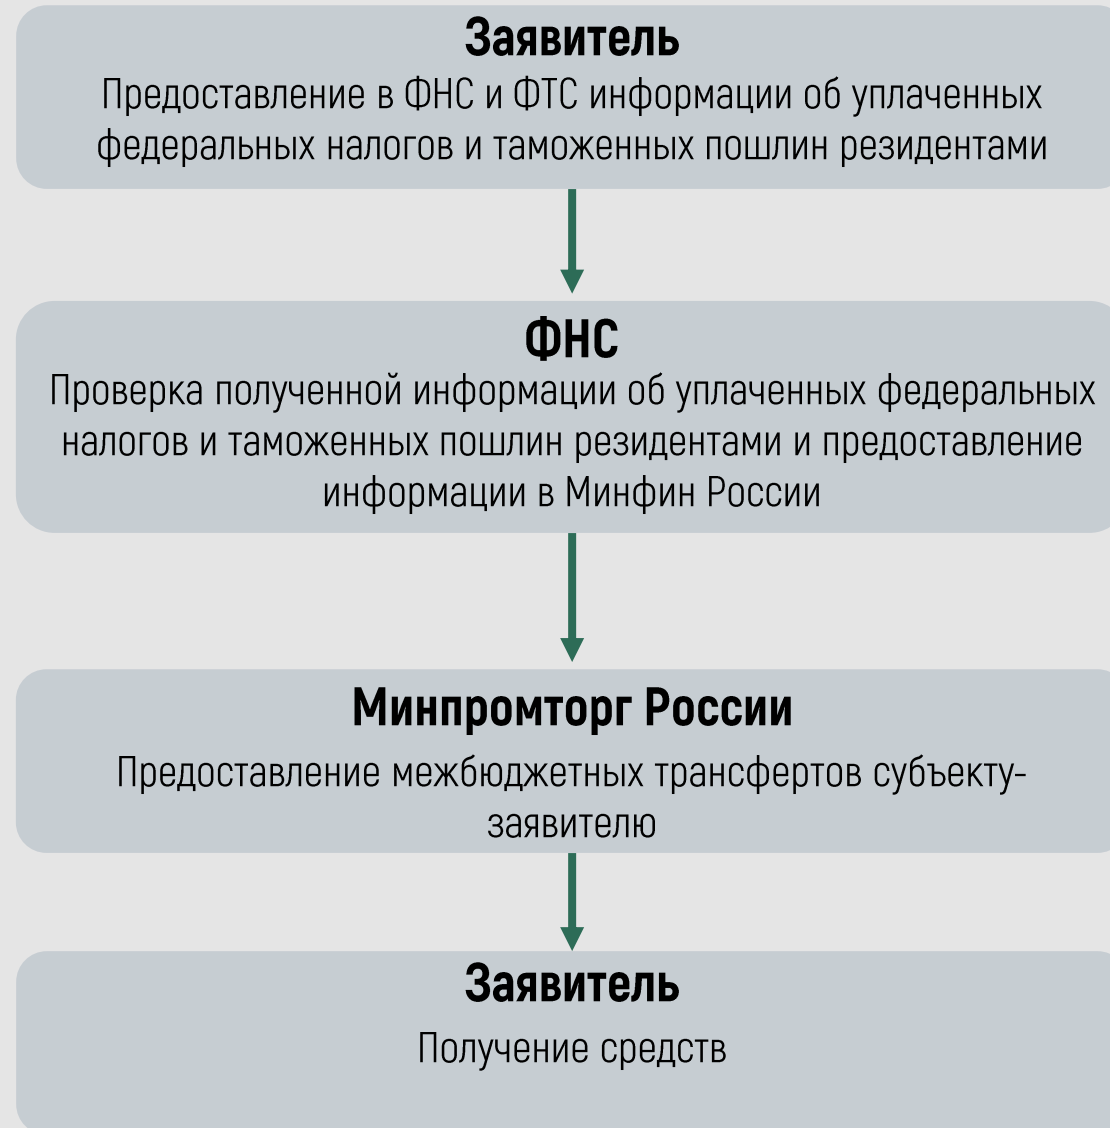 Заявитель
Предоставление в ФНС и ФТС информации об уплаченных
федеральных налогов и таможенных пошлин резидентами
ФНС
Проверка полученной информации об уплаченных федеральных
налогов и таможенных пошлин резидентами и предоставление
информации в Минфин России
Минпромторг России
Предоставление межбюджетных трансфертов субъекту-
заявителю
Заявитель
Получение средств